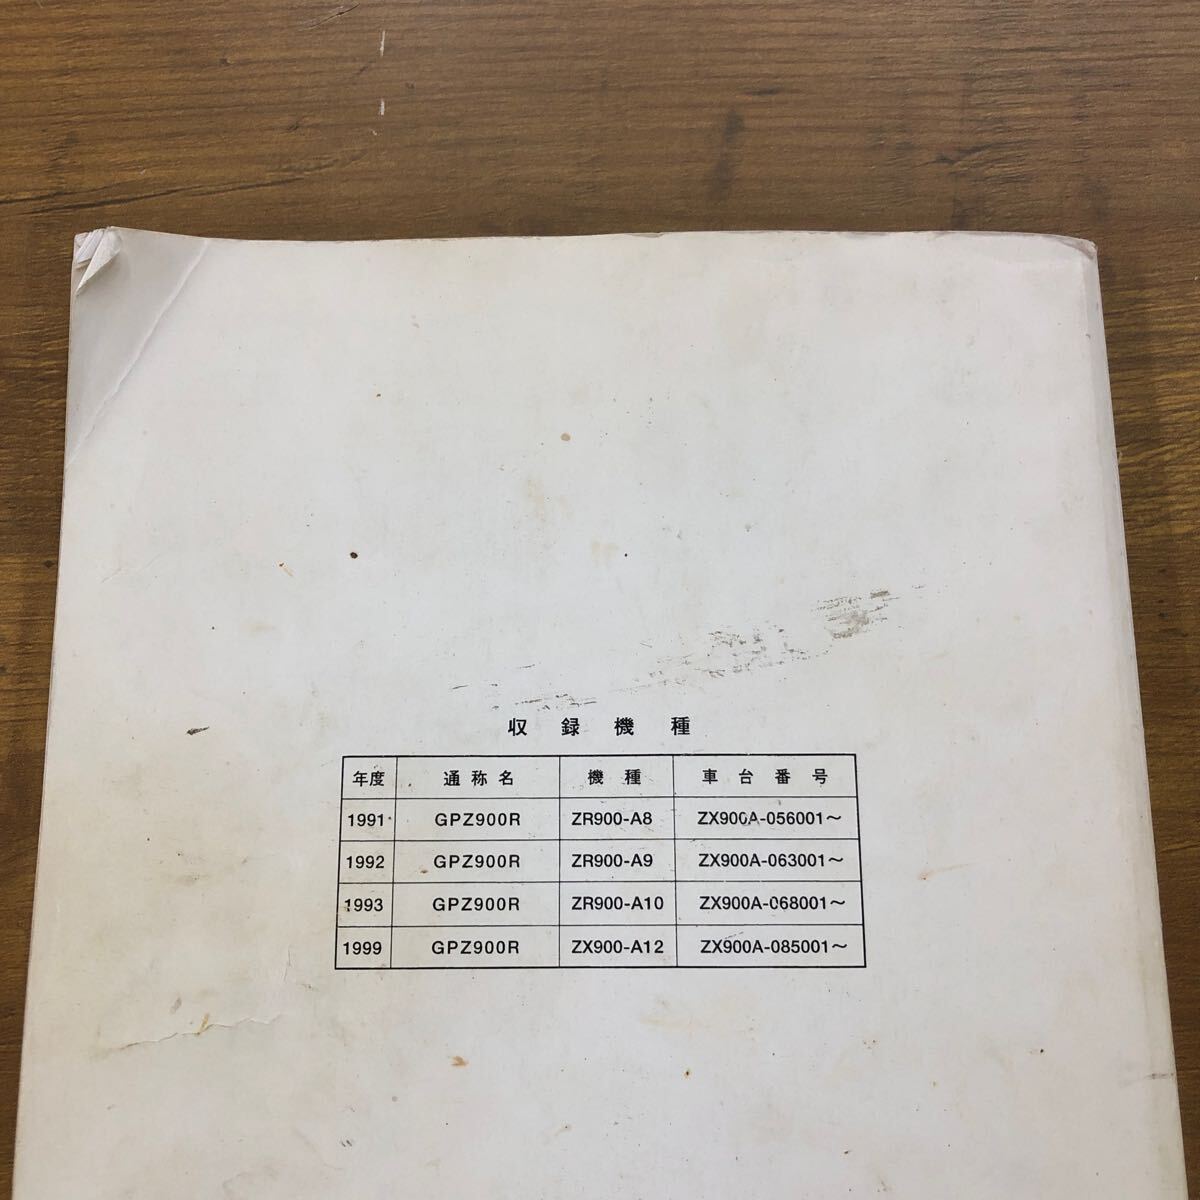 収録機種
年度 通称名 機種 車台番号
1991 GPZ900R ZR900-A8 ZX900A-056001～
1992 GPZ900R ZR900-A9 ZX900A-063001～
1993 GPZ900R ZR900-A10 ZX900A-068001～
1999 GPZ900R ZX900-A12 ZX900A-085001～